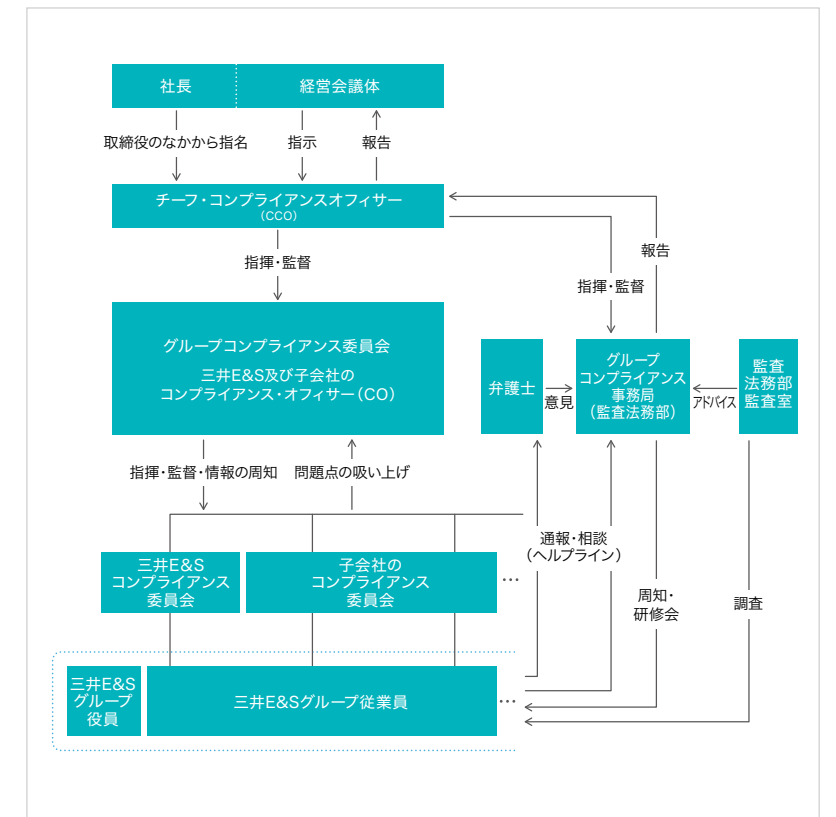 社長
経営会議体
取締役のなかから指名
指示
報告
チーフ・コンプライアンスオフィサー
(CCO)
指揮・監督
報告
指揮・監督
グループコンプライアンス委員会
三井E&S及び子会社の
コンプライアンス・オフィサー(CO)
弁護士
意見
グループ
コンプライアンス
事務局
(監査法務部)
アドバイス
監査
法務部
監査室
指揮・監督・情報の周知
問題点の吸い上げ
通報・相談
(ヘルプライン)
三井E&S
コンプライアンス
委員会
子会社の
コンプライアンス
委員会
…
周知・
研修会
調査
三井E&S
グループ
役員
三井E&Sグループ従業員
…